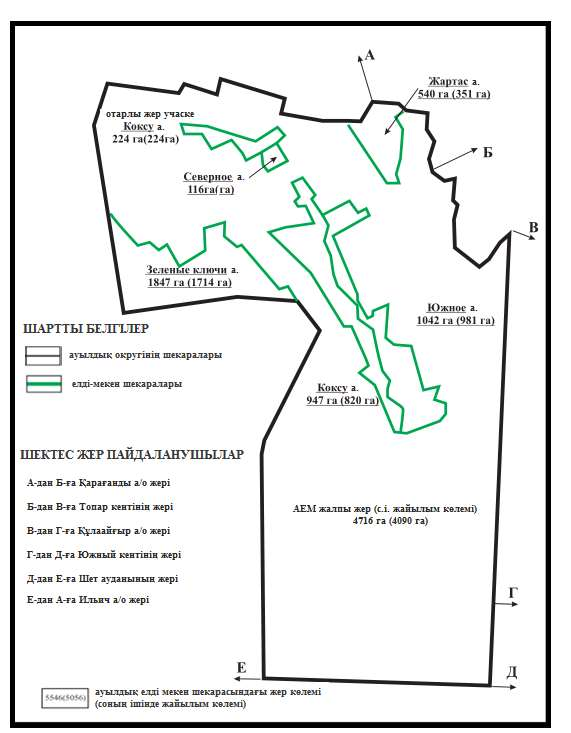 А
Жартас а.
540 га (351 га)
отарлы жер учаске
Коксу а.
224 га(224га)
Б
Северное а.
116га(га)
В
Зеленые ключи а.
1847 га (1714 га)
Южное а.
1042 га (981 га)
ШАРТТЫ БЕЛГІЛЕР
ауылдық округінің шекаралары
елді-мекен шекаралары
Коксу а.
947 га (820 га)
ШЕКТЕС ЖЕР ПАЙДАЛАНУШЫЛАР
А-дан Б-ға Қарағанды а/о жері
Б-дан В-ға Топар кентінің жері
В-дан Г-ға Құлаайғыр а/о жері
Г-дан Д-ға Южный кентінің жері
Д-дан Е-ға Шет ауданының жері
Е-дан А-ға Ильич а/о жері
АЕМ жалпы жер (с.і. жайылым көлемі)
4716 га (4090 га)
Г
Е
Д
5546(5056)
ауылдық елді мекен шекарасындағы жер көлемі
(соның ішінде жайылым көлемі)